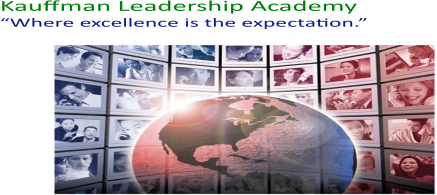 Kauffman Leadership Academy
“Where excellence is the expectation.”